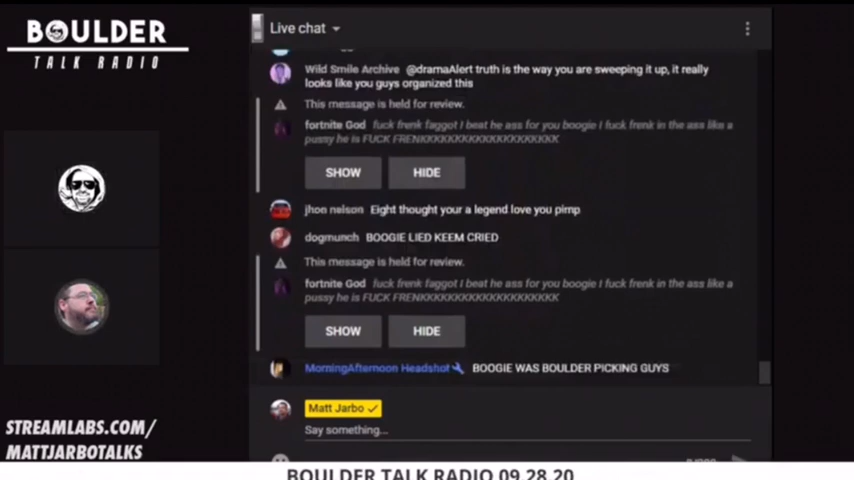 BOULDER
TALK RADIO
Live chat
Wild Smile Archive @dramaAlert truth is the way you are sweeping it up, it really
looks like you guys organized this
This message is held for review.
fortnite God fuck frenk faggot I beat he ass for you boogie I fuck frenk in the ass like a
pussy he is FUCK FRENKKKKKKKKKKKKKKKKKKKK
SHOW HIDE
jhon nelson Eight thought your a legend love you pimp
dogmunch BOOGIE LIED KEEM CRIED
This message is held for review.
fortnite God fuck frenk faggot I beat he ass for you boogie I fuck frenk in the ass like a
pussy he is FUCK FRENKKKKKKKKKKKKKKKKKKKK
SHOW HIDE
MorningAfternoon Headshot BOOGIE WAS BOULDER PICKING GUYS
Matt Jarbo
Say something...
STREAMLABS.COM/
MATTJARBOTALKS
BOULDER TALK RADIO 09.28.20